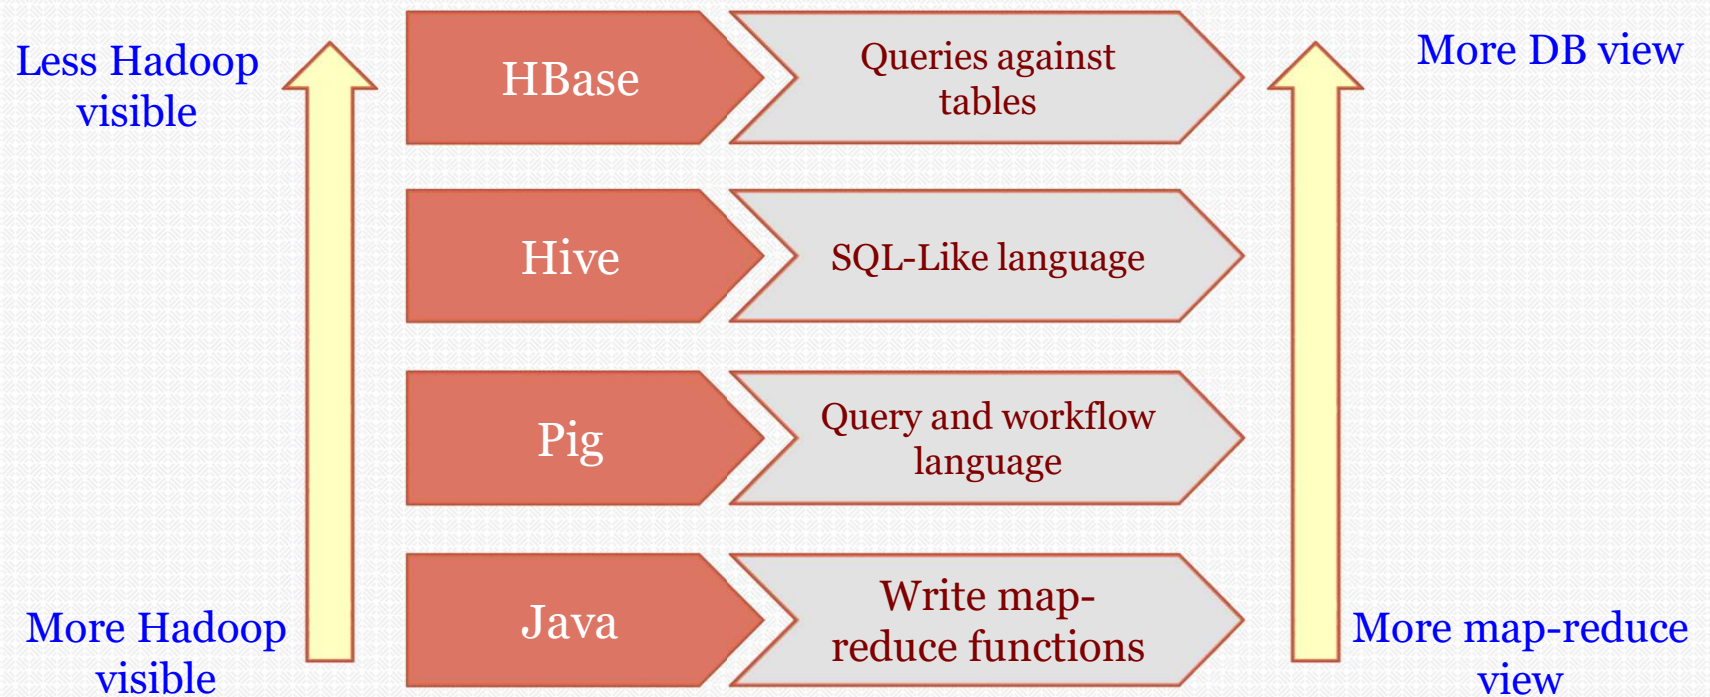 Less Hadoop
visible
HBase
Queries against
tables
More DB view
Hive
SQL-Like language
Pig
Query and workflow
language
More Hadoop
visible
Java
Write map-
reduce functions
More map-reduce
view